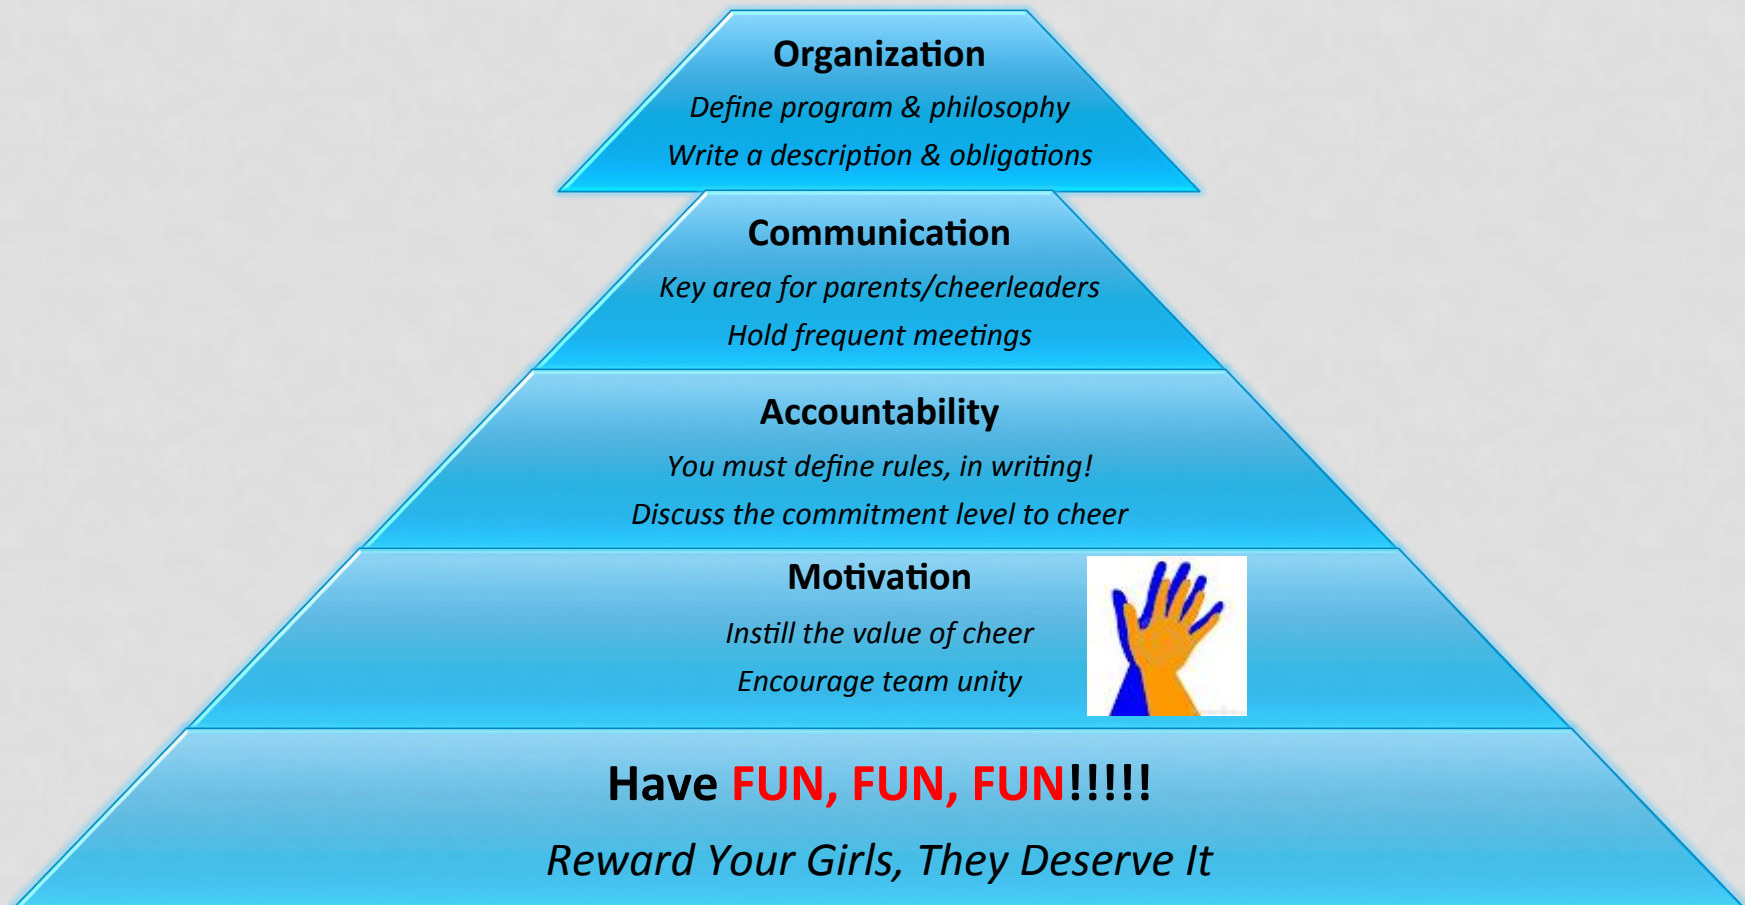 Organization
Define program & philosophy
Write a description & obligations
Communication
Key area for parents/cheerleaders
Hold frequent meetings
Accountability
You must define rules, in writing!
Discuss the commitment level to cheer
Motivation
Instill the value of cheer
Encourage team unity
Have FUN, FUN, FUN!!!!!
Reward Your Girls, They Deserve It